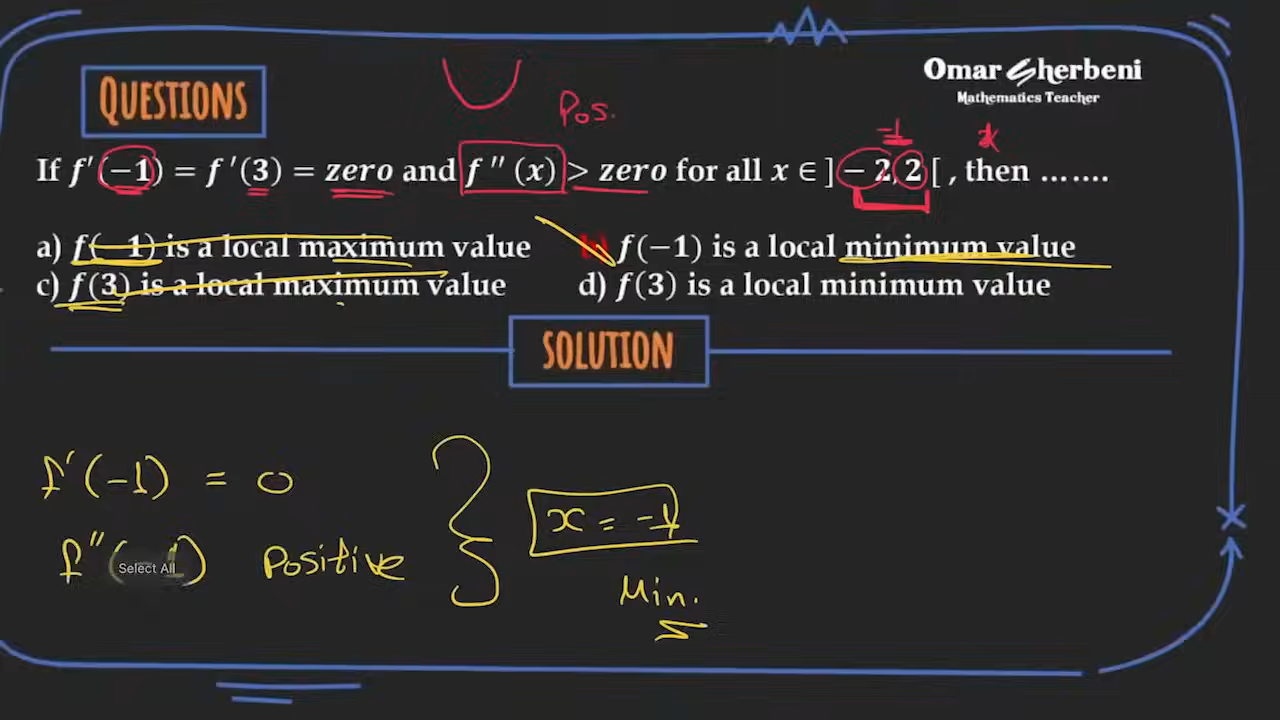 Omar Sherbeni
Mathematics Teacher
QUESTIONS
Pos.
-1
If f′(−1) = f′(3) = zero and f″(x) > zero for all x ∈ ]−2, 2[ , then .......
a) f(−1) is a local maximum value
f(−1) is a local minimum value
c) f(3) is a local maximum value
d) f(3) is a local minimum value
SOLUTION
f′(-1) = 0
f″(-1) Positive
x = -1
Min.
Select All